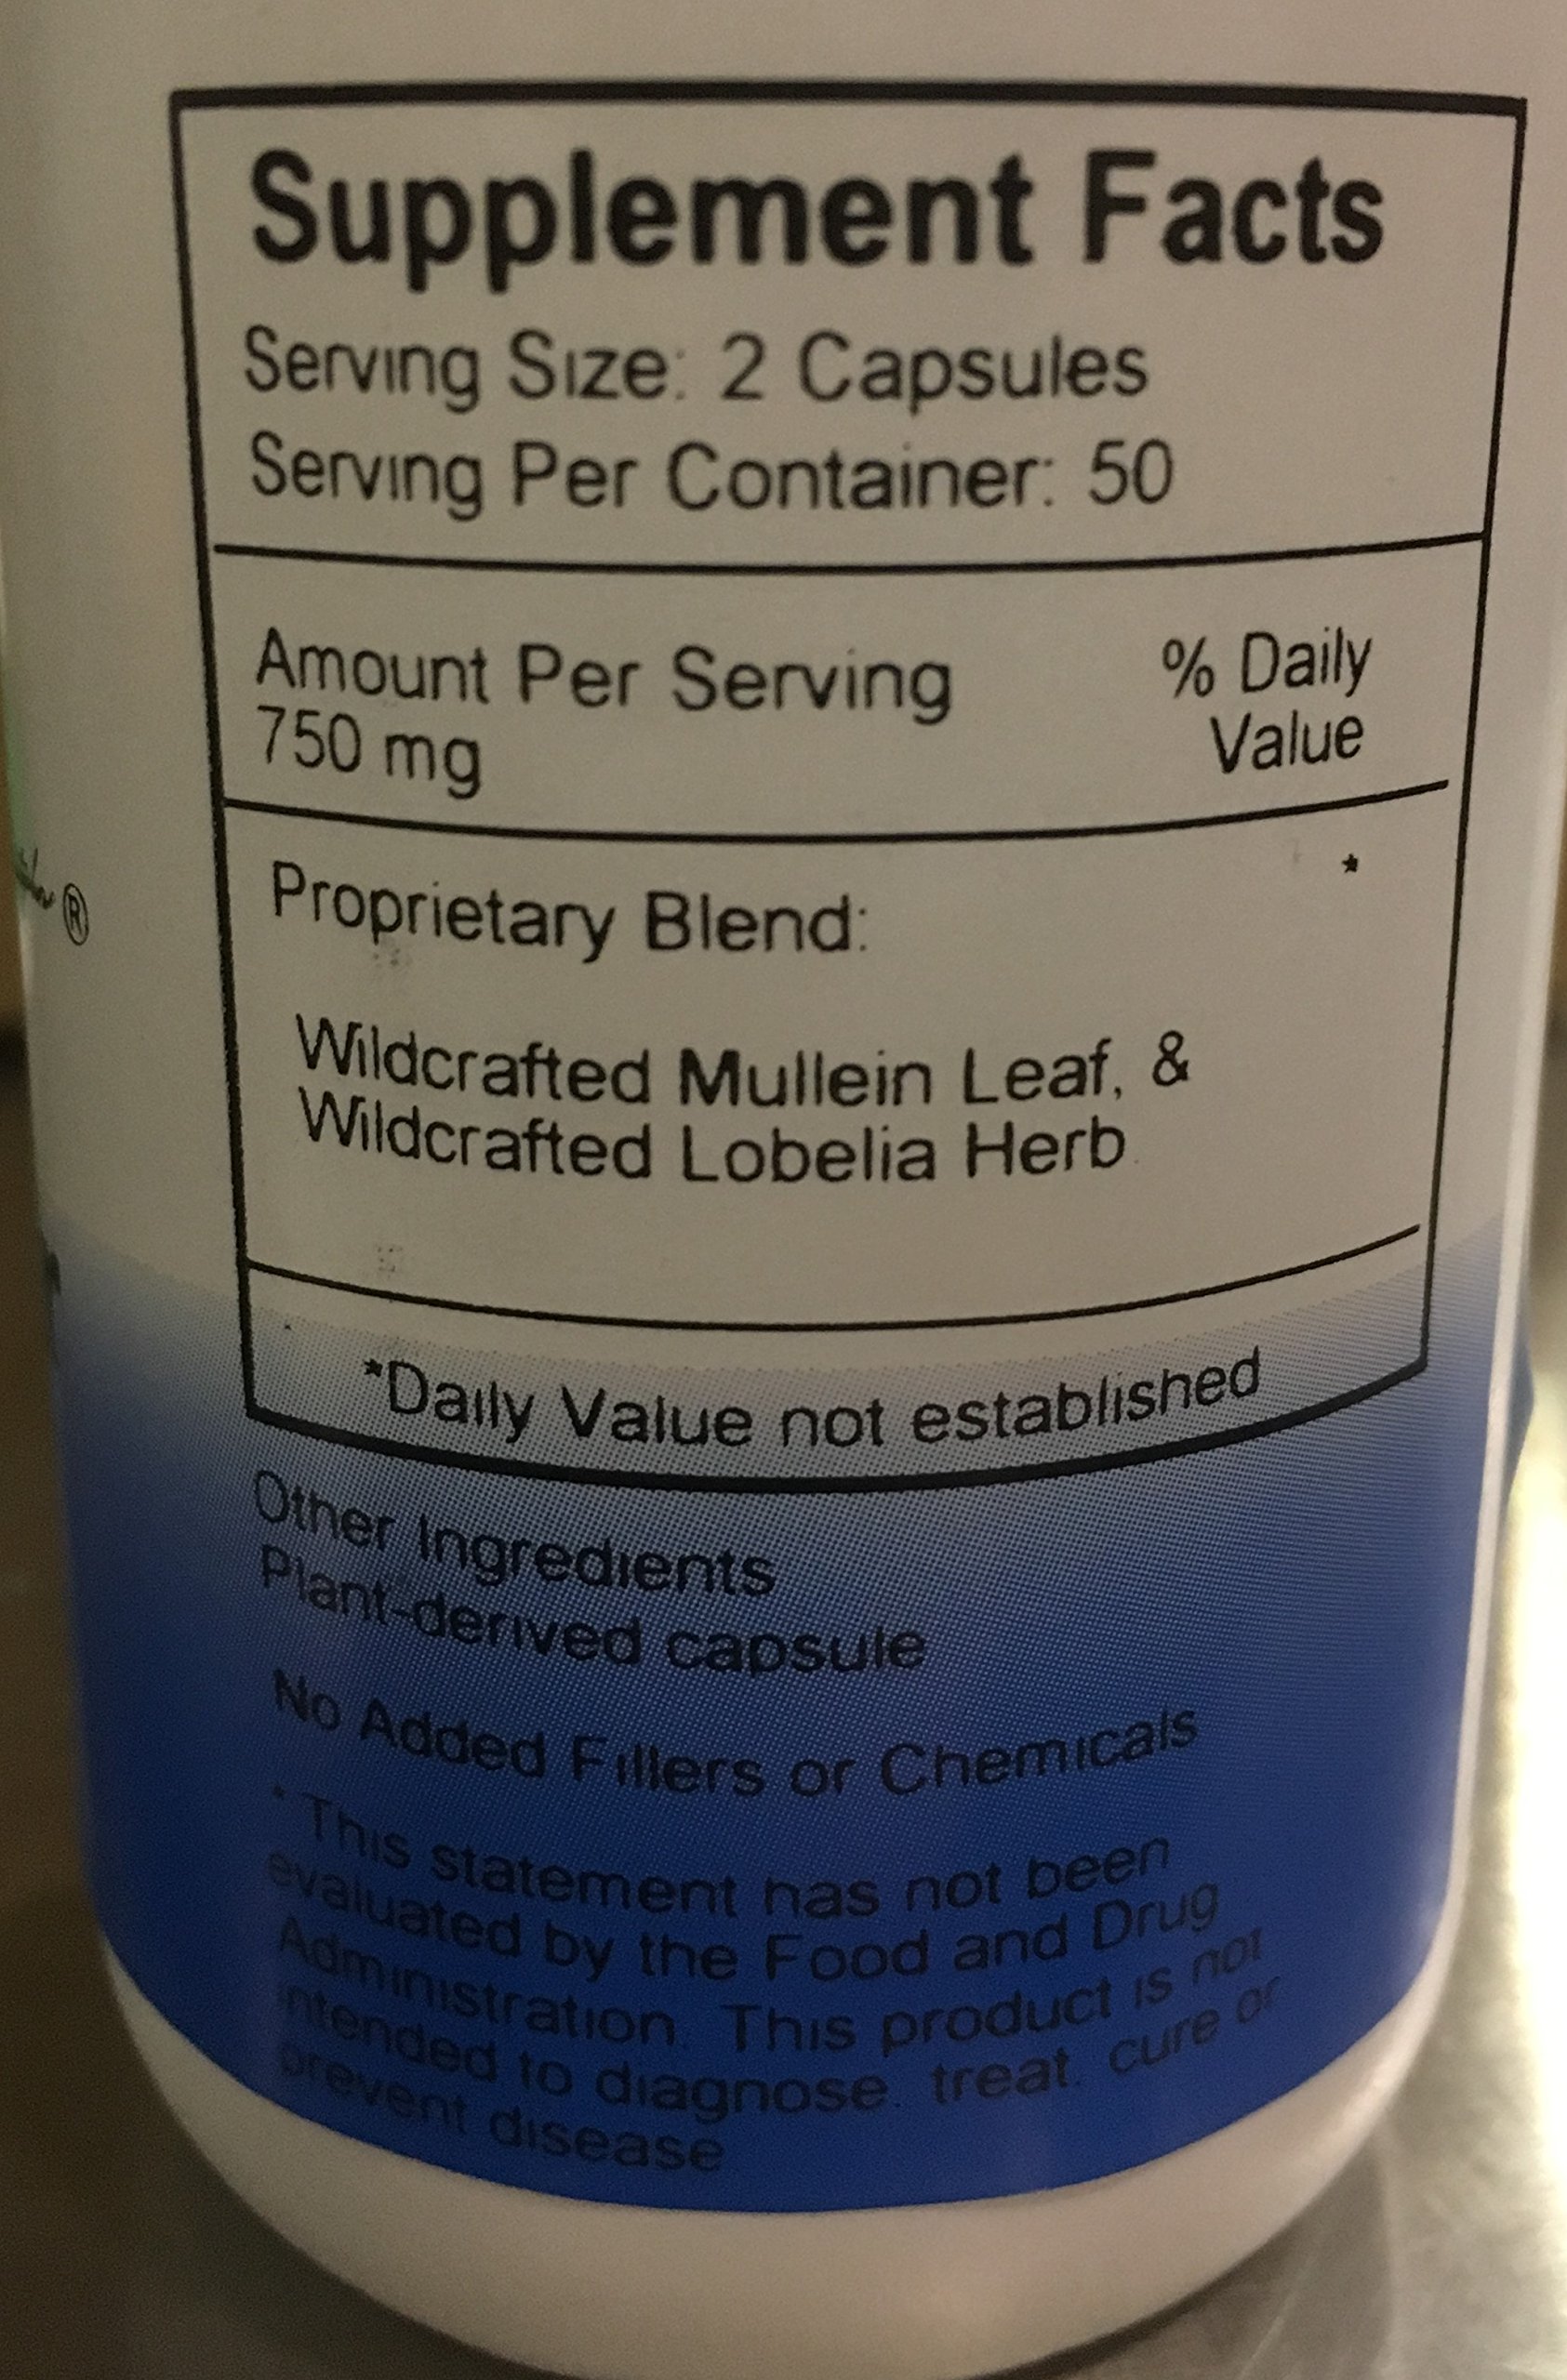 Supplement Facts
Serving Size: 2 Capsules
Serving Per Container: 50
Amount Per Serving
750 mg
% Daily
Value
Proprietary Blend:
*
Wildcrafted Mullein Leaf, &
Wildcrafted Lobelia Herb
*Daily Value not established
Other Ingredients
Plant-derived capsule
No Added Fillers or Chemicals
* This statement has not been
evaluated by the Food and Drug
Administration. This product is not
intended to diagnose, treat, cure or
prevent disease
®